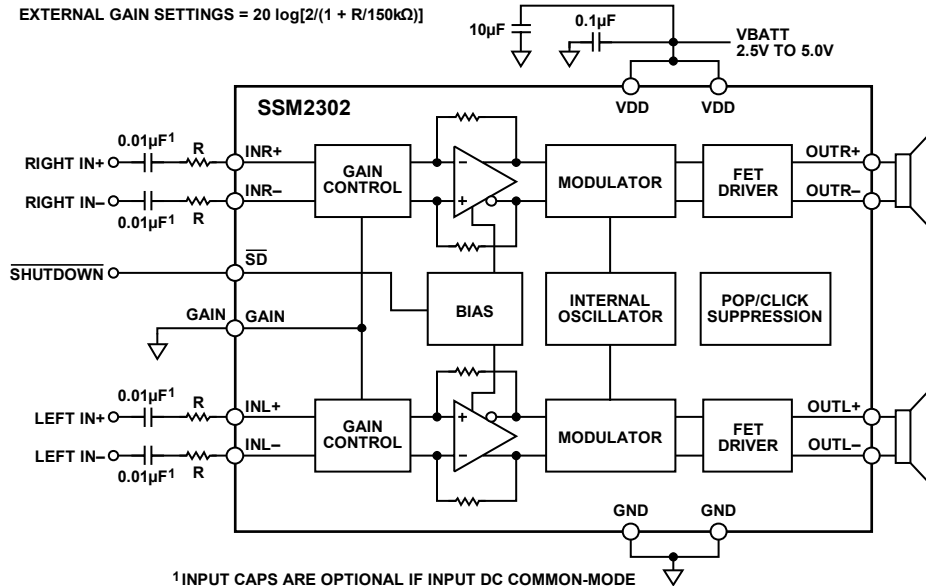 EXTERNAL GAIN SETTINGS = 20 log[2/(1 + R/150kΩ)]
10µF
0.1µF
VBATT
2.5V TO 5.0V
VDD
VDD
SSM2302
0.01µF1
R
RIGHT IN+
INR+
GAIN
CONTROL
MODULATOR
FET
DRIVER
OUTR+
RIGHT IN–
INR–
OUTR–
0.01µF1
R
SHUTDOWN
SD
BIAS
INTERNAL
OSCILLATOR
POP/CLICK
SUPPRESSION
GAIN
GAIN
0.01µF1
R
LEFT IN+
INL+
GAIN
CONTROL
MODULATOR
FET
DRIVER
OUTL+
LEFT IN–
INL–
OUTL–
0.01µF1
R
GND
GND
1 INPUT CAPS ARE OPTIONAL IF INPUT DC COMMON-MODE